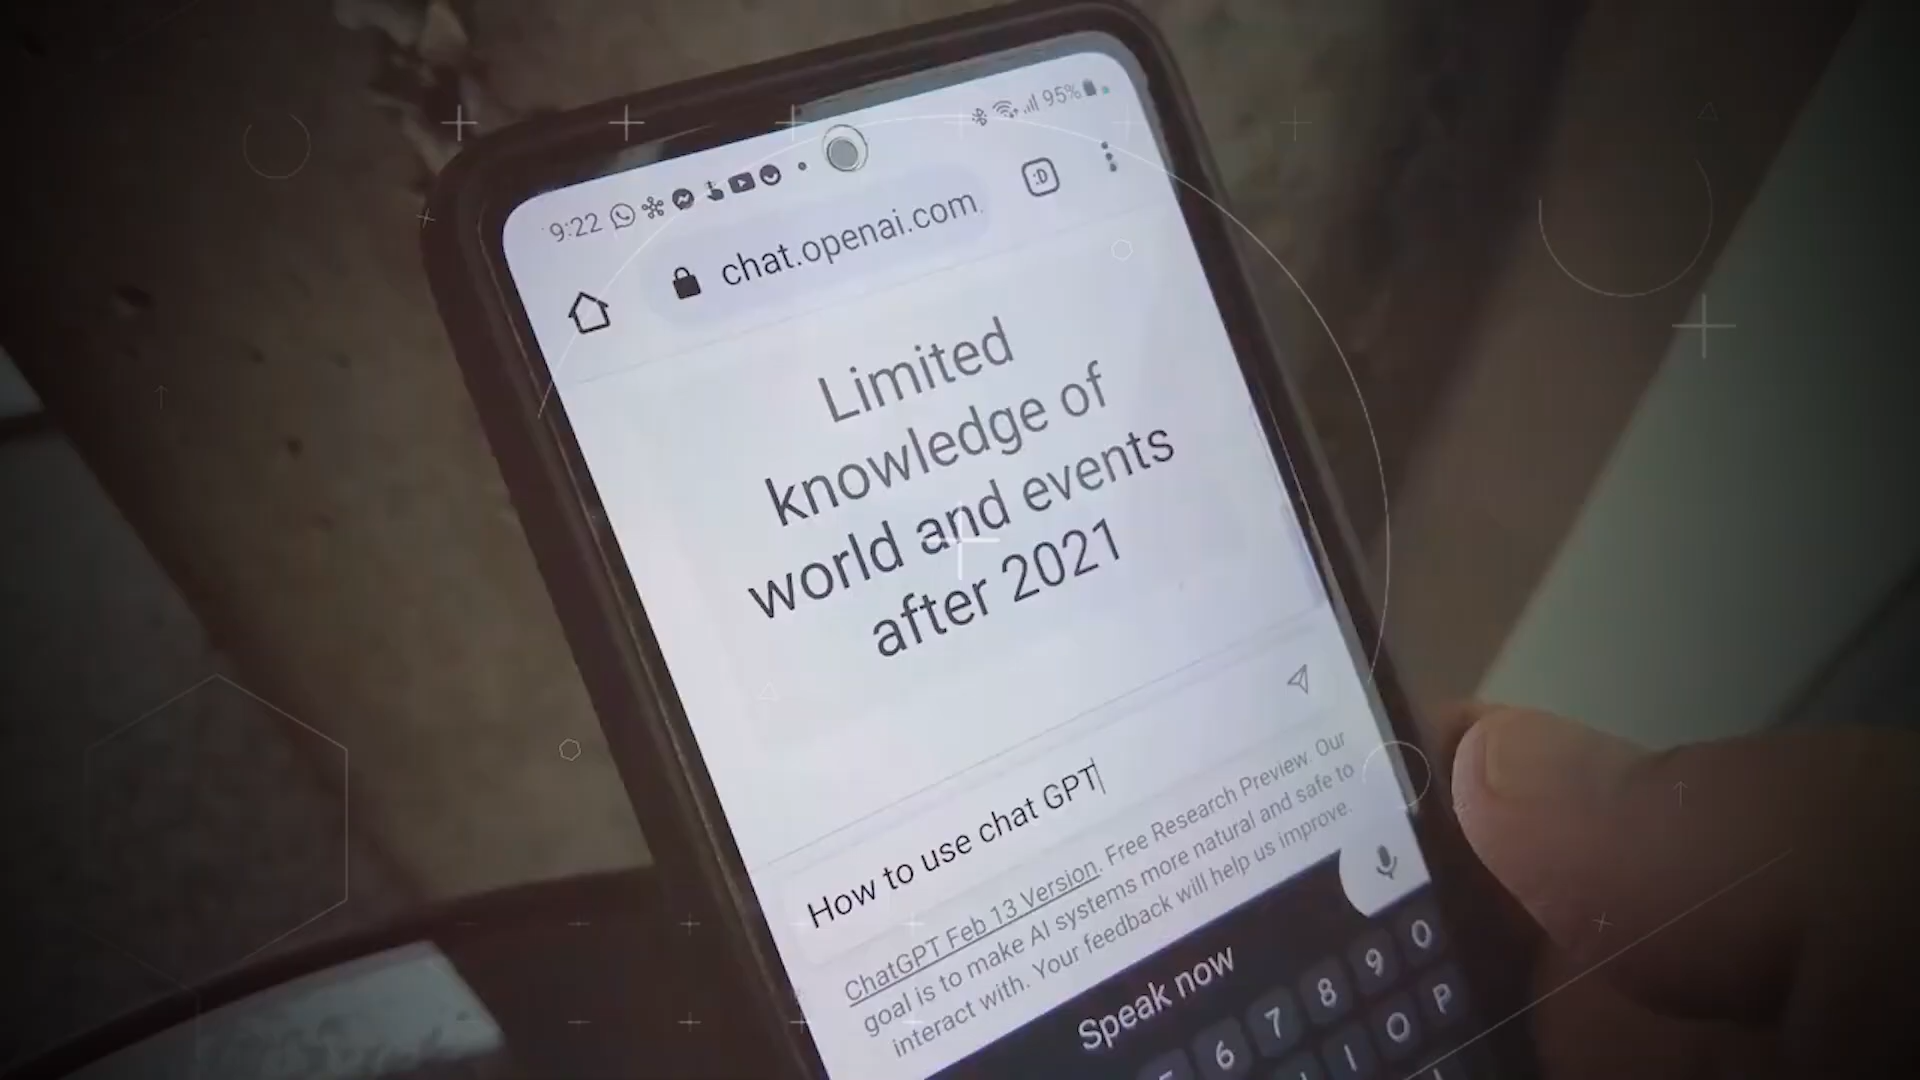 9:22
95%
chat.openai.com
:D
Limited
knowledge of
world and events
after 2021
How to use chat GPT
ChatGPT Feb 13 Version. Free Research Preview. Our
goal is to make AI systems more natural and safe to
interact with. Your feedback will help us improve.
Speak now
6 7 8 9 0
I O P